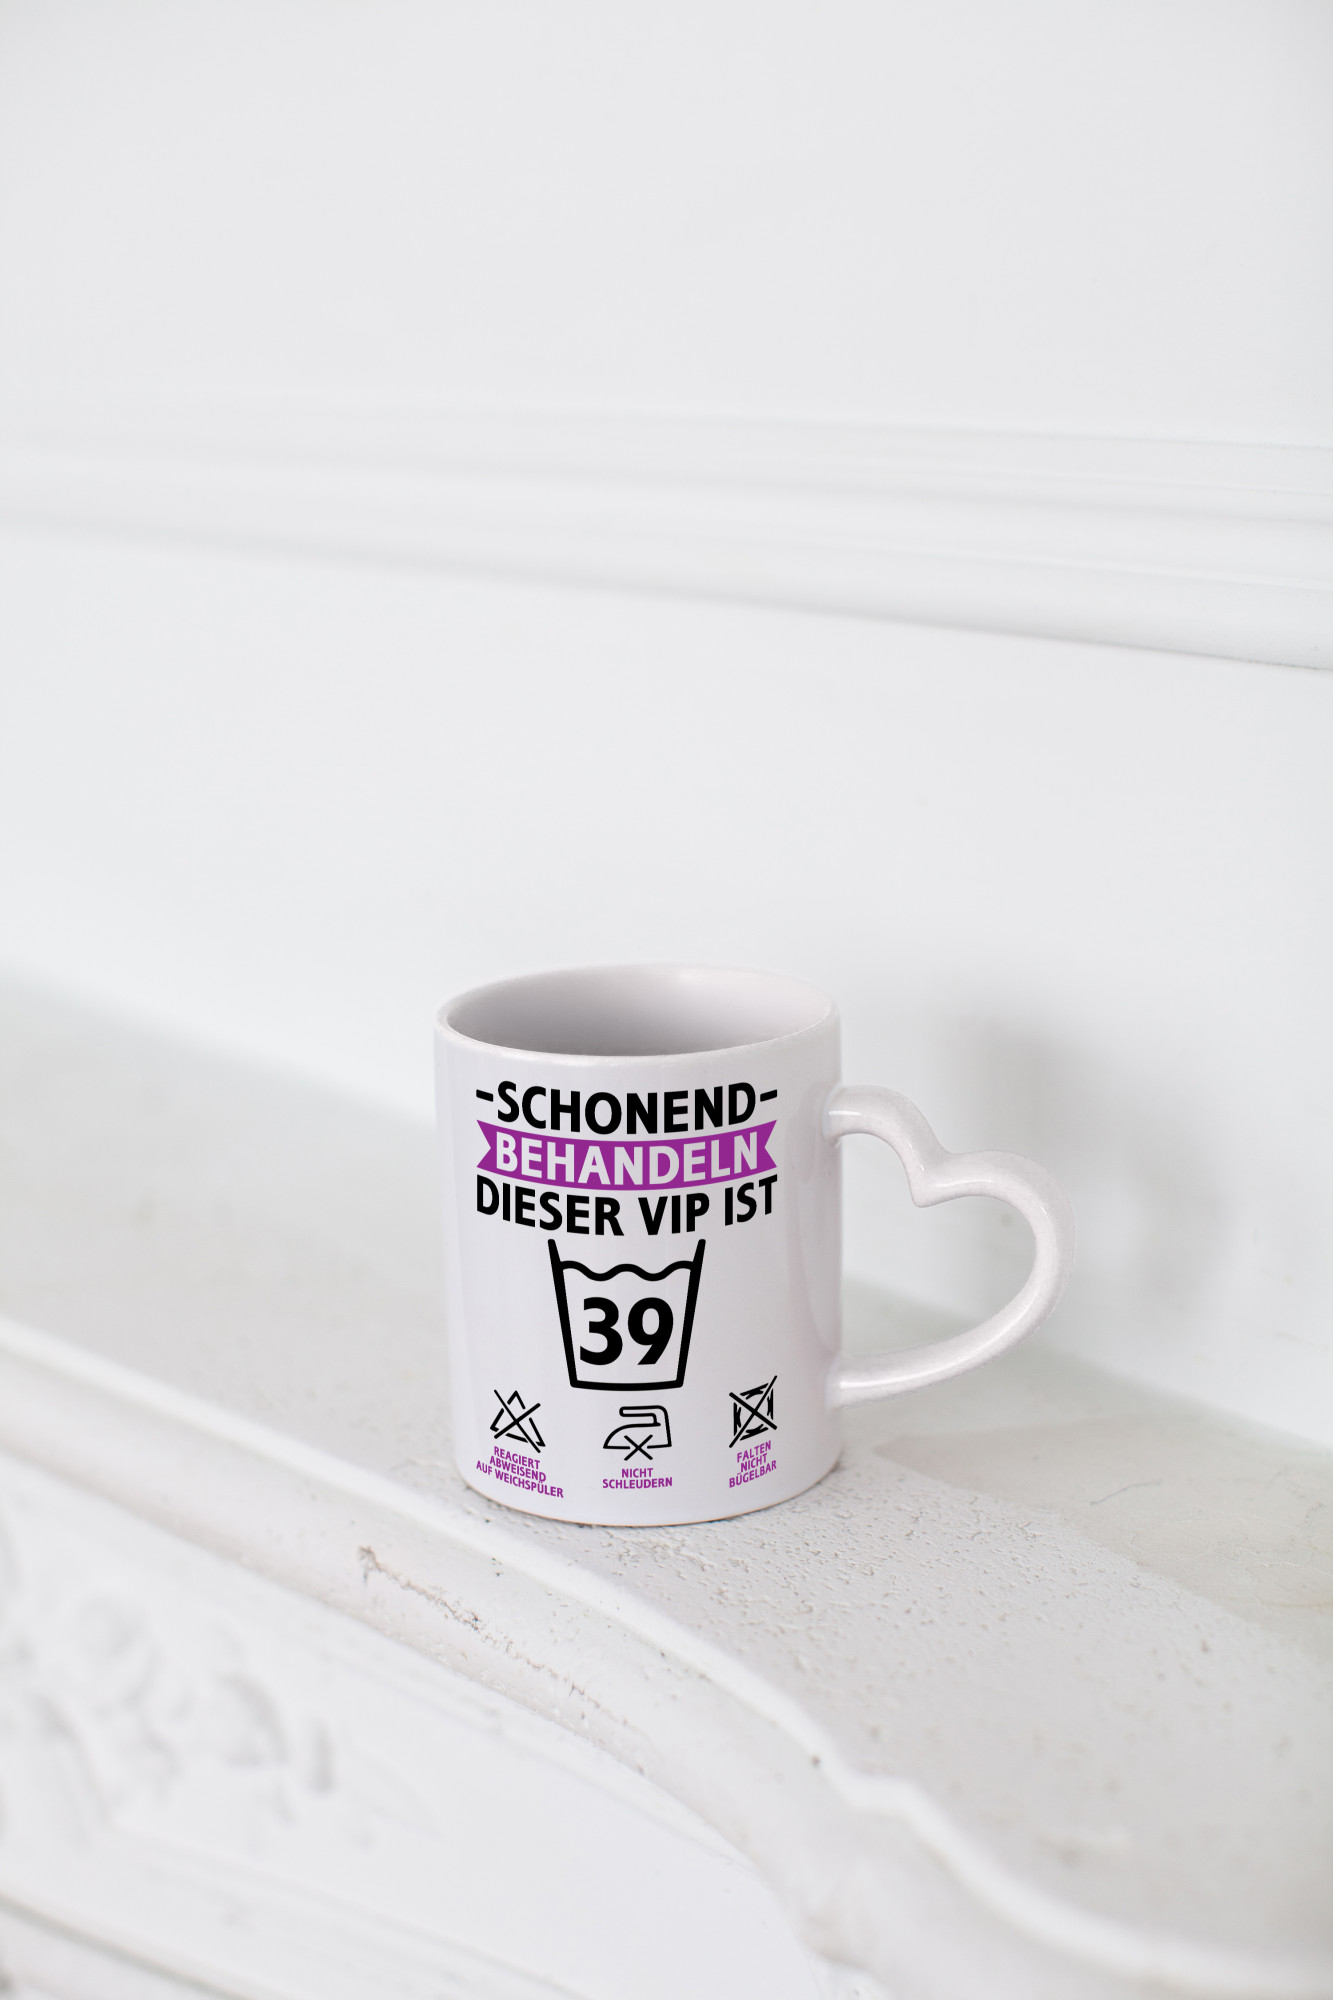 -SCHONEND-
BEHANDELN
DIESER VIP IST
39
REAGIERT
ABWEISEND
AUF WEICHSPÜLER
NICHT
SCHLEUDERN
FALTEN
NICHT
BÜGELBAR